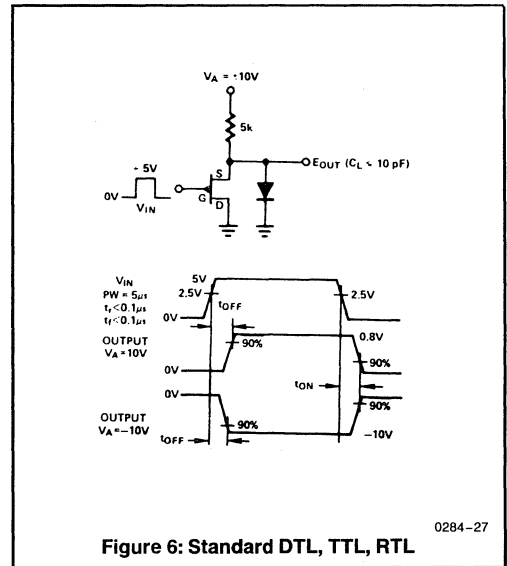 VA = ±10V
5k
EOUT (CL ≤ 10 pF)
+5V
0V
VIN
S
G
D
VIN
PW = 5μs
tr<0.1μs
tf<0.1μs
5V
2.5V
0V
tOFF
2.5V
OUTPUT
VA=10V
0V
90%
0.8V
90%
tON
0V
90%
OUTPUT
VA=−10V
90%
−10V
tOFF
0284–27
Figure 6: Standard DTL, TTL, RTL